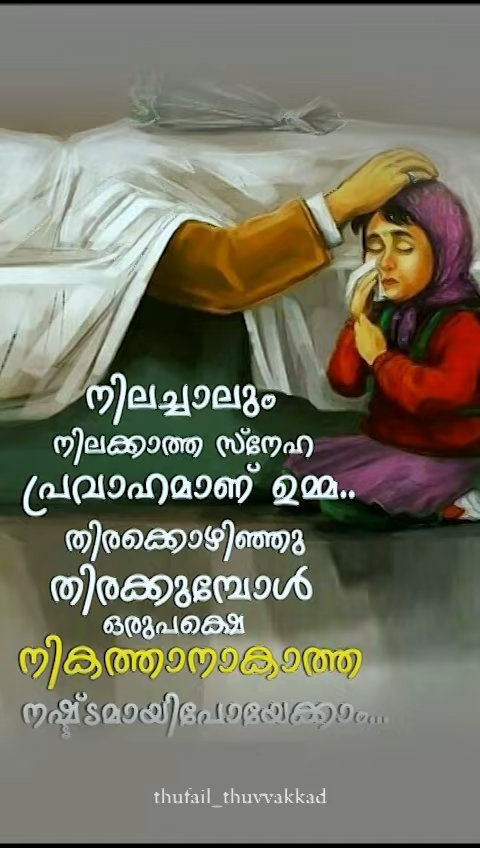 നിലച്ചാലും
നിലക്കാത്ത സ്നേഹ
പ്രവാഹമാണ് ഉമ്മ..
തിരക്കൊഴിഞ്ഞു
തിരക്കുമ്പോൾ
ഒരുപക്ഷെ
നികത്താനാകാത്ത
നഷ്ടമായിപോയേക്കാം...
thufail_thuvvakkad